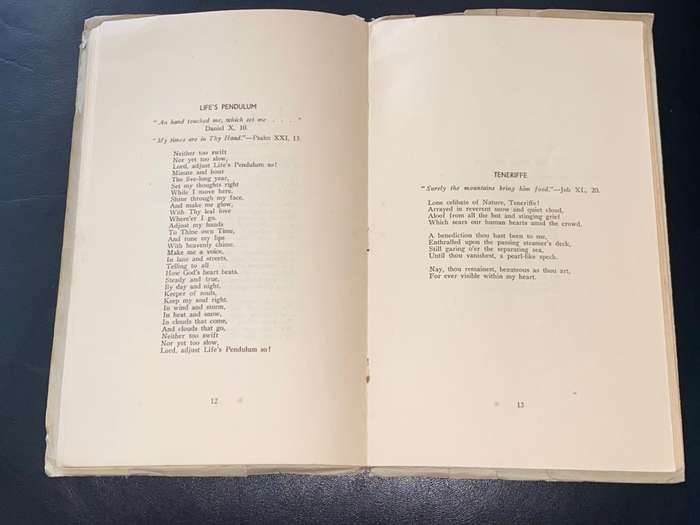 LIFE'S PENDULUM
"An hand touched me, which set me . . . ."
Daniel X. 10.
"My times are in Thy Hand."—Psalm XXI, 15.
Neither too swift
Nor yet too slow,
Lord, adjust Life's Pendulum so!
Minute and hour
The live-long year,
Set my thoughts right
While I move here.
Shine through my face,
And make me glow,
With Thy leal love
Where'er I go.
Adjust my hands
To Thine own Time,
And tune my lips
With heavenly chime.
Make me a voice,
In lane and streets,
Telling to all
How God's heart beats.
Steady and true,
By day and night,
Keeper of souls,
Keep my soul right.
In wind and storm,
In heat and snow,
In clouds that come,
And clouds that go,
Neither too swift
Nor yet too slow,
Lord, adjust Life's Pendulum so!
12
TENERIFFE
"Surely the mountains bring him food."—Job XL, 20.
Lone celibate of Nature, Teneriffe!
Arrayed in reverent snow and quiet cloud,
Aloof from all the hot and stinging grief
Which sears our human hearts amid the crowd.
A benediction thou hast been to me,
Enthralled upon the passing steamer's deck,
Still gazing o'er the separating sea,
Until thou vanishest, a pearl-like speck.
Nay, thou remainest, beauteous as thou art,
For ever visible within my heart.
13